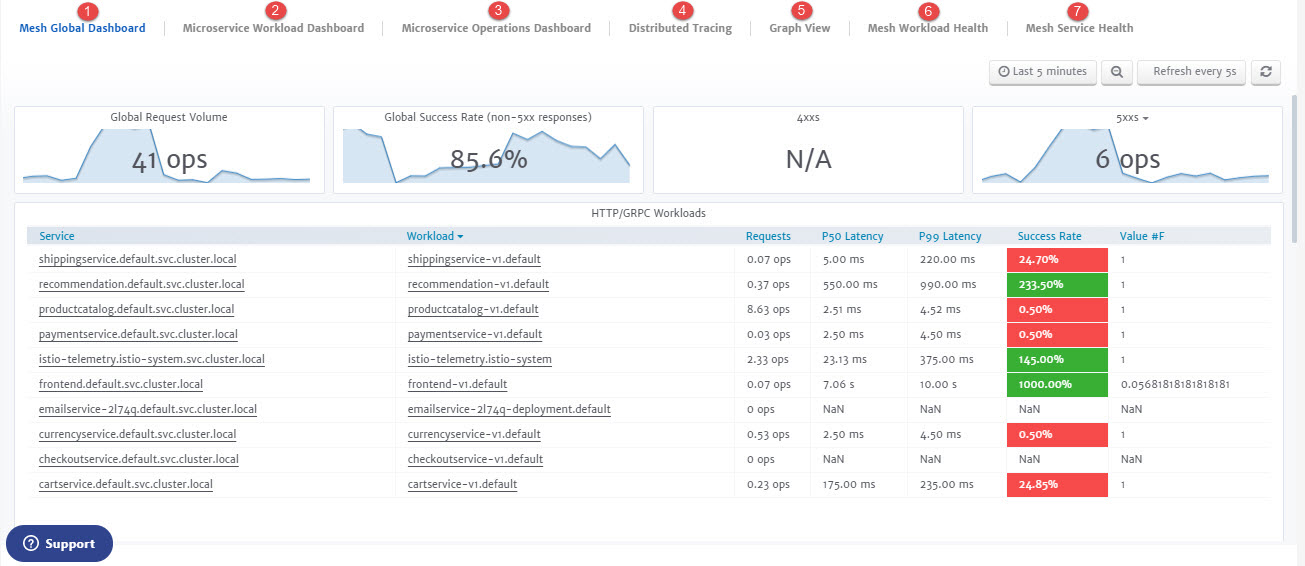 1 2 3 4 5 6 7
Mesh Global Dashboard Microservice Workload Dashboard Microservice Operations Dashboard Distributed Tracing Graph View Mesh Workload Health Mesh Service Health
Last 5 minutes Refresh every 5s
Global Request Volume Global Success Rate (non-5xx responses) 4xxs 5xxs
41 ops 85.6% N/A 6 ops
HTTP/GRPC Workloads
Service Workload Requests P50 Latency P99 Latency Success Rate Value #F
shippingservice.default.svc.cluster.local shippingservice-v1.default 0.07 ops 5.00 ms 220.00 ms 24.70% 1
recommendation.default.svc.cluster.local recommendation-v1.default 0.37 ops 550.00 ms 990.00 ms 233.50% 1
productcatalog.default.svc.cluster.local productcatalog-v1.default 8.63 ops 2.51 ms 4.52 ms 0.50% 1
paymentservice.default.svc.cluster.local paymentservice-v1.default 0.03 ops 2.50 ms 4.50 ms 0.50% 1
istio-telemetry.istio-system.svc.cluster.local istio-telemetry.istio-system 2.33 ops 23.13 ms 375.00 ms 145.00% 1
frontend.default.svc.cluster.local frontend-v1.default 0.07 ops 7.06 s 10.00 s 1000.00% 0.05681818181818181
emailservice-2l74q.default.svc.cluster.local emailservice-2l74q-deployment.default 0 ops NaN NaN NaN NaN
currencyservice.default.svc.cluster.local currencyservice-v1.default 0.53 ops 2.50 ms 4.50 ms 0.50% 1
checkoutservice.default.svc.cluster.local checkoutservice-v1.default 0 ops NaN NaN NaN NaN
cartservice.default.svc.cluster.local cartservice-v1.default 0.23 ops 175.00 ms 235.00 ms 24.85% 1
Support